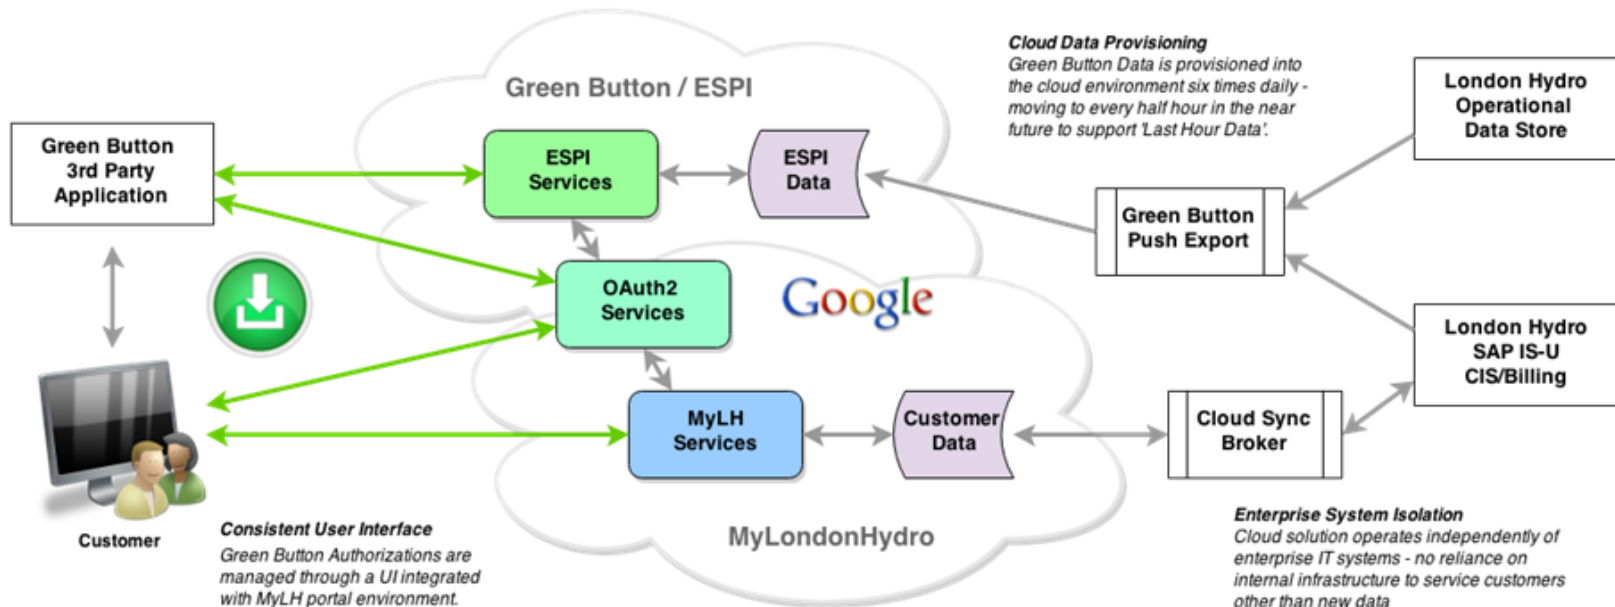 Green Button / ESPI
Cloud Data Provisioning
Green Button Data is provisioned into
the cloud environment six times daily -
moving to every half hour in the near
future to support 'Last Hour Data'.
London Hydro
Operational
Data Store
Green Button
3rd Party
Application
ESPI
Services
ESPI
Data
Green Button
Push Export
OAuth2
Services
Google
London Hydro
SAP IS-U
CIS/Billing
MyLH
Services
Customer
Data
Cloud Sync
Broker
Customer
Consistent User Interface
Green Button Authorizations are
managed through a UI integrated
with MyLH portal environment.
MyLondonHydro
Enterprise System Isolation
Cloud solution operates independently of
enterprise IT systems - no reliance on
internal infrastructure to service customers
other than new data